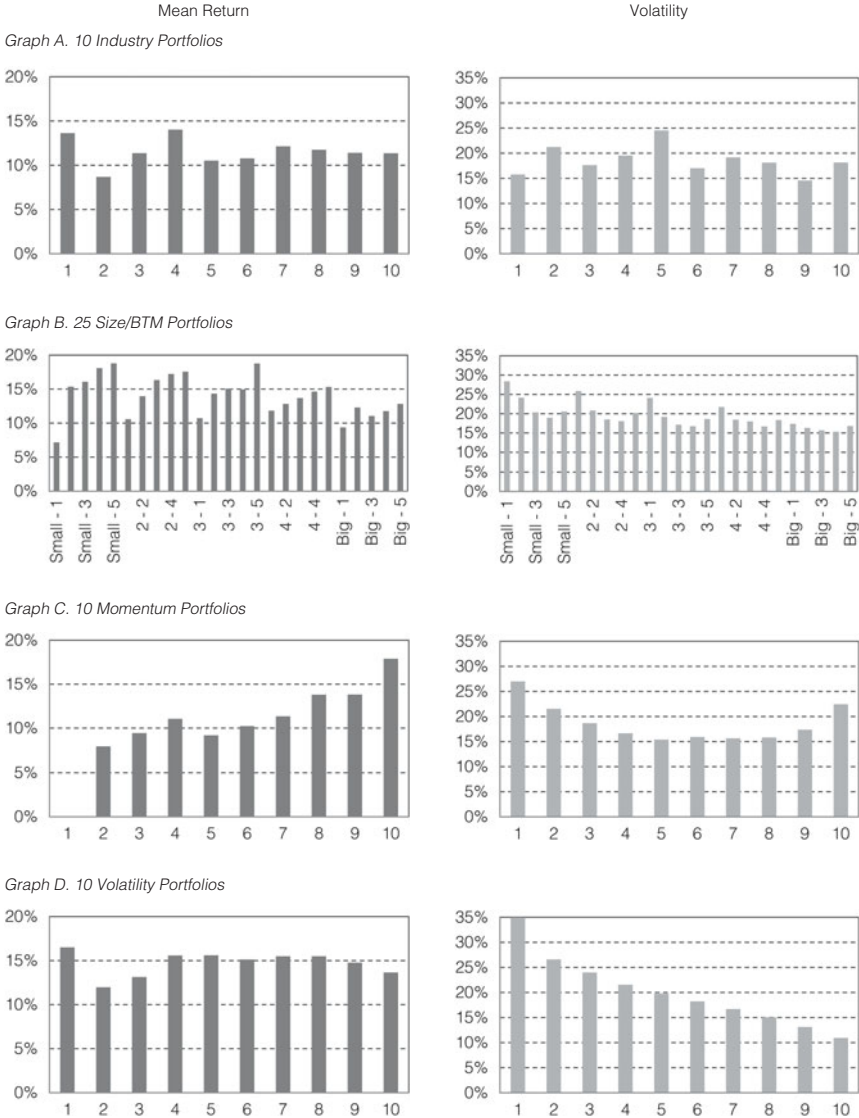 Mean Return
Volatility
Graph A. 10 Industry Portfolios
20%
15%
10%
5%
0%
1 2 3 4 5 6 7 8 9 10
35%
30%
25%
20%
15%
10%
5%
0%
1 2 3 4 5 6 7 8 9 10
Graph B. 25 Size/BTM Portfolios
20%
15%
10%
5%
0%
Small - 1
Small - 3
Small - 5
2 - 2
2 - 4
3 - 1
3 - 3
3 - 5
4 - 2
4 - 4
Big - 1
Big - 3
Big - 5
35%
30%
25%
20%
15%
10%
5%
0%
Small - 1
Small - 3
Small - 5
2 - 2
2 - 4
3 - 1
3 - 3
3 - 5
4 - 2
4 - 4
Big - 1
Big - 3
Big - 5
Graph C. 10 Momentum Portfolios
20%
15%
10%
5%
0%
1 2 3 4 5 6 7 8 9 10
35%
30%
25%
20%
15%
10%
5%
0%
1 2 3 4 5 6 7 8 9 10
Graph D. 10 Volatility Portfolios
20%
15%
10%
5%
0%
1 2 3 4 5 6 7 8 9 10
35%
30%
25%
20%
15%
10%
5%
0%
1 2 3 4 5 6 7 8 9 10